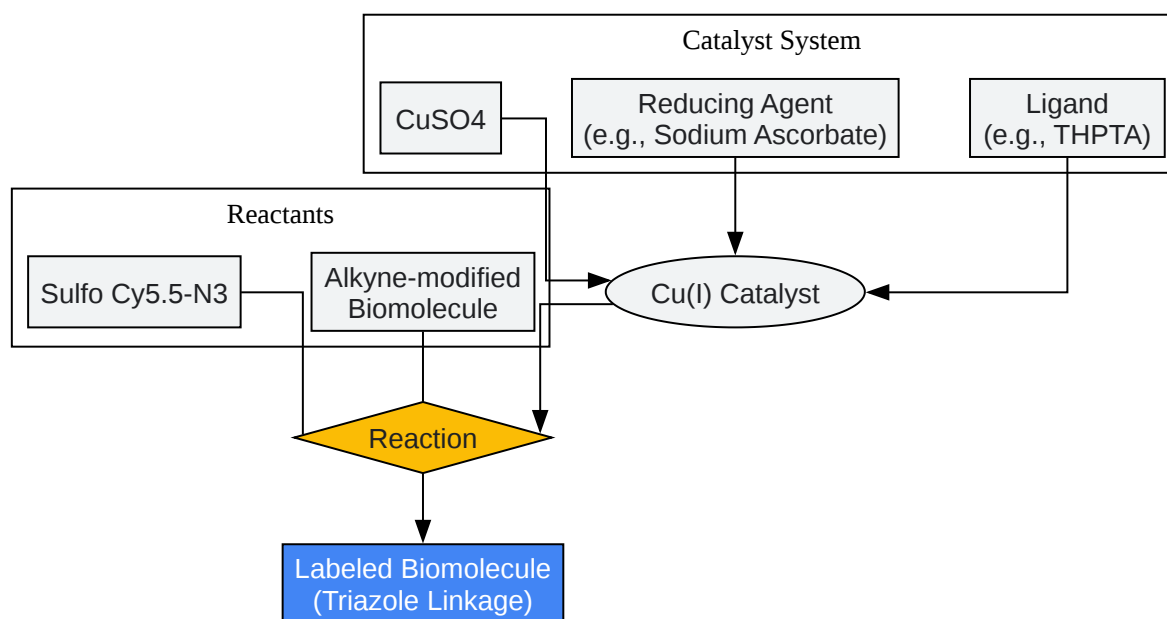 Catalyst System
CuSO4
Reducing Agent
(e.g., Sodium Ascorbate)
Ligand
(e.g., THPTA)
Reactants
Sulfo Cy5.5-N3
Alkyne-modified
Biomolecule
Cu(I) Catalyst
Reaction
Labeled Biomolecule
(Triazole Linkage)